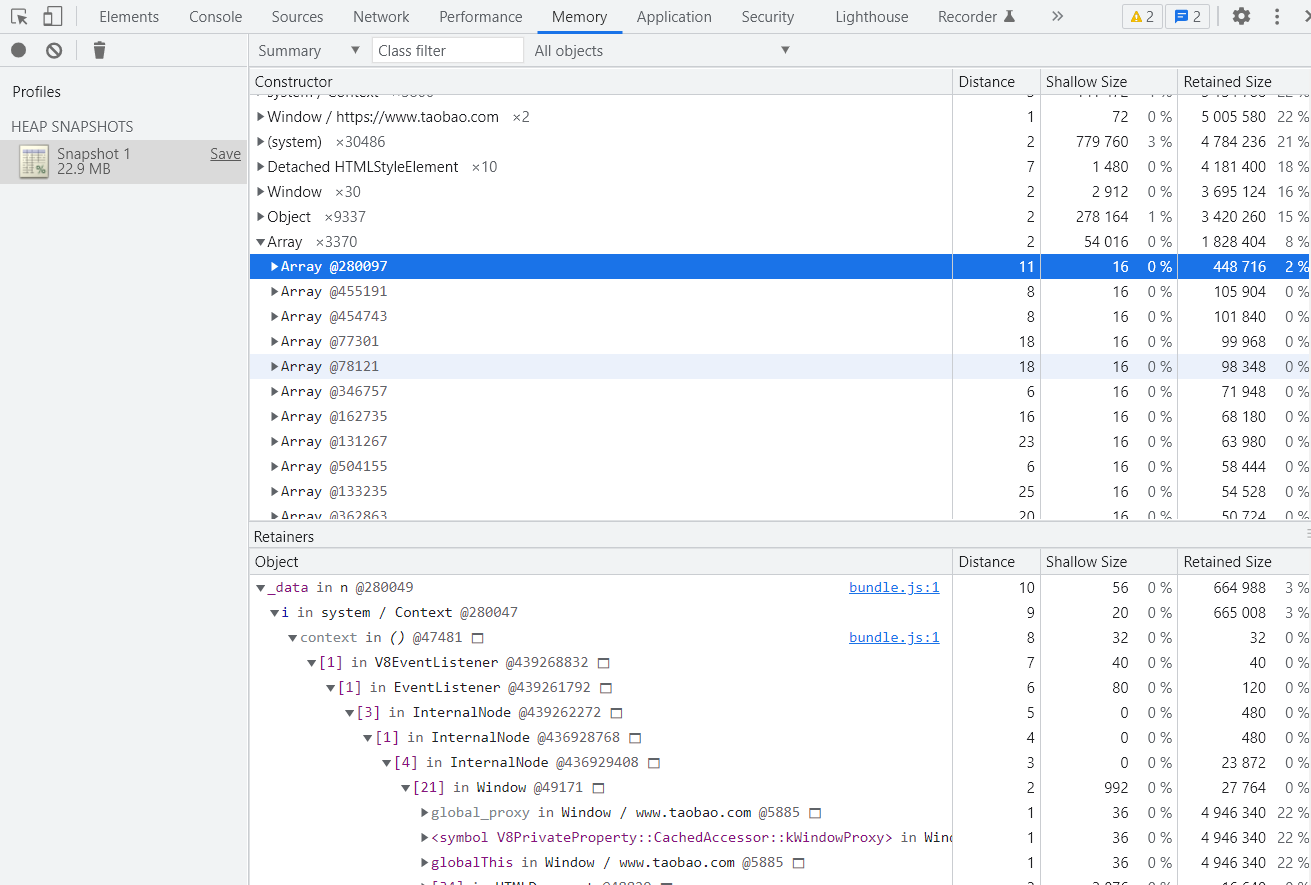 Elements Console Sources Network Performance Memory Application Security Lighthouse Recorder 2 2
Summary Class filter All objects
Profiles
HEAP SNAPSHOTS
Snapshot 1 Save
22.9 MB
Constructor Distance Shallow Size Retained Size
Window / https://www.taobao.com ×2 1 72 0 % 5 005 580 22 %
(system) ×30486 2 779 760 3 % 4 784 236 21 %
Detached HTMLStyleElement ×10 7 1 480 0 % 4 181 400 18 %
Window ×30 2 2 912 0 % 3 695 124 16 %
Object ×9337 2 278 164 1 % 3 420 260 15 %
Array ×3370 2 54 016 0 % 1 828 404 8 %
Array @280097 11 16 0 % 448 716 2 %
Array @455191 8 16 0 % 105 904 0 %
Array @454743 8 16 0 % 101 840 0 %
Array @77301 18 16 0 % 99 968 0 %
Array @78121 18 16 0 % 98 348 0 %
Array @346757 6 16 0 % 71 948 0 %
Array @162735 16 16 0 % 68 180 0 %
Array @131267 23 16 0 % 63 980 0 %
Array @504155 6 16 0 % 58 444 0 %
Array @133235 25 16 0 % 54 528 0 %
Array @362863 20 16 0 % 50 724 0 %
Retainers
Object Distance Shallow Size Retained Size
_data in n @280049 bundle.js:1 10 56 0 % 664 988 3 %
i in system / Context @280047 9 20 0 % 665 008 3 %
context in () @47481 bundle.js:1 8 32 0 % 32 0 %
[1] in V8EventListener @439268832 7 40 0 % 40 0 %
[1] in EventListener @439261792 6 80 0 % 120 0 %
[3] in InternalNode @439262272 5 0 0 % 480 0 %
[1] in InternalNode @436928768 4 0 0 % 480 0 %
[4] in InternalNode @436929408 3 0 0 % 23 872 0 %
[21] in Window @49171 2 992 0 % 27 764 0 %
global_proxy in Window / www.taobao.com @5885 1 36 0 % 4 946 340 22 %
<symbol V8PrivateProperty::CachedAccessor::kWindowProxy> in Wind 1 36 0 % 4 946 340 22 %
globalThis in Window / www.taobao.com @5885 1 36 0 % 4 946 340 22 %